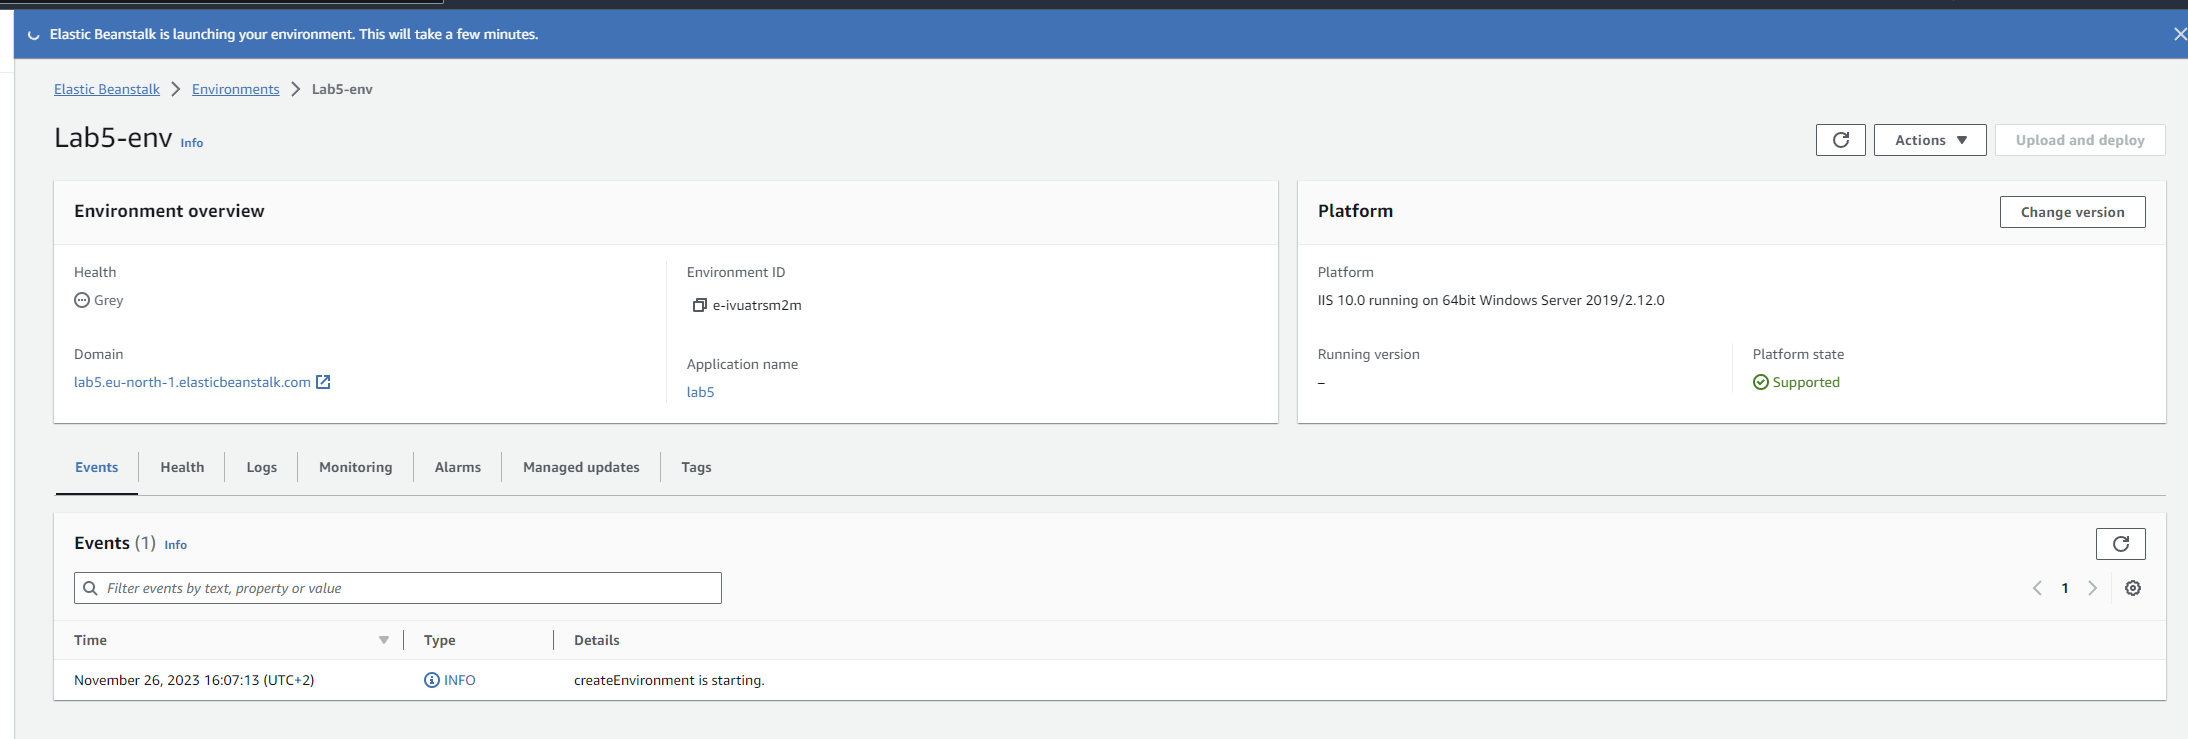 Elastic Beanstalk is launching your environment. This will take a few minutes.
Elastic Beanstalk > Environments > Lab5-env
Lab5-env Info
Actions
Upload and deploy
Environment overview
Health
Grey
Environment ID
e-ivuatrsm2m
Domain
lab5.eu-north-1.elasticbeanstalk.com
Application name
lab5
Platform
Change version
Platform
IIS 10.0 running on 64bit Windows Server 2019/2.12.0
Running version
–
Platform state
Supported
Events Health Logs Monitoring Alarms Managed updates Tags
Events (1) Info
Filter events by text, property or value
1
Time Type Details
November 26, 2023 16:07:13 (UTC+2) INFO createEnvironment is starting.